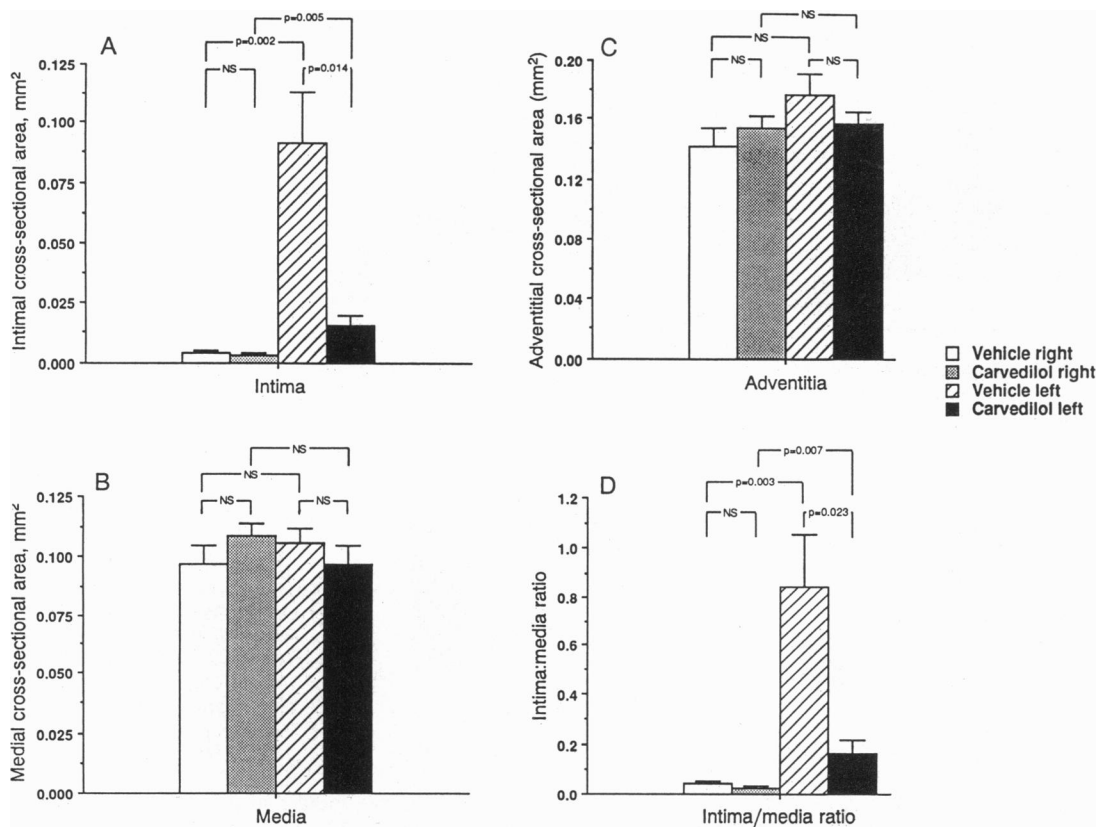 A
Intimal cross-sectional area, mm²
0.125
0.100
0.075
0.050
0.025
0.000
p=0.005
p=0.002
NS
p=0.014
Intima
C
Adventitial cross-sectional area (mm²)
0.20
0.16
0.12
0.08
0.04
0.00
NS
NS
NS
NS
Adventitia
Vehicle right
Carvedilol right
Vehicle left
Carvedilol left
B
Medial cross-sectional area, mm²
0.125
0.100
0.075
0.050
0.025
0.000
NS
NS
NS
NS
Media
D
Intima:media ratio
1.2
1.0
0.8
0.6
0.4
0.2
0.0
p=0.007
p=0.003
NS
p=0.023
Intima/media ratio